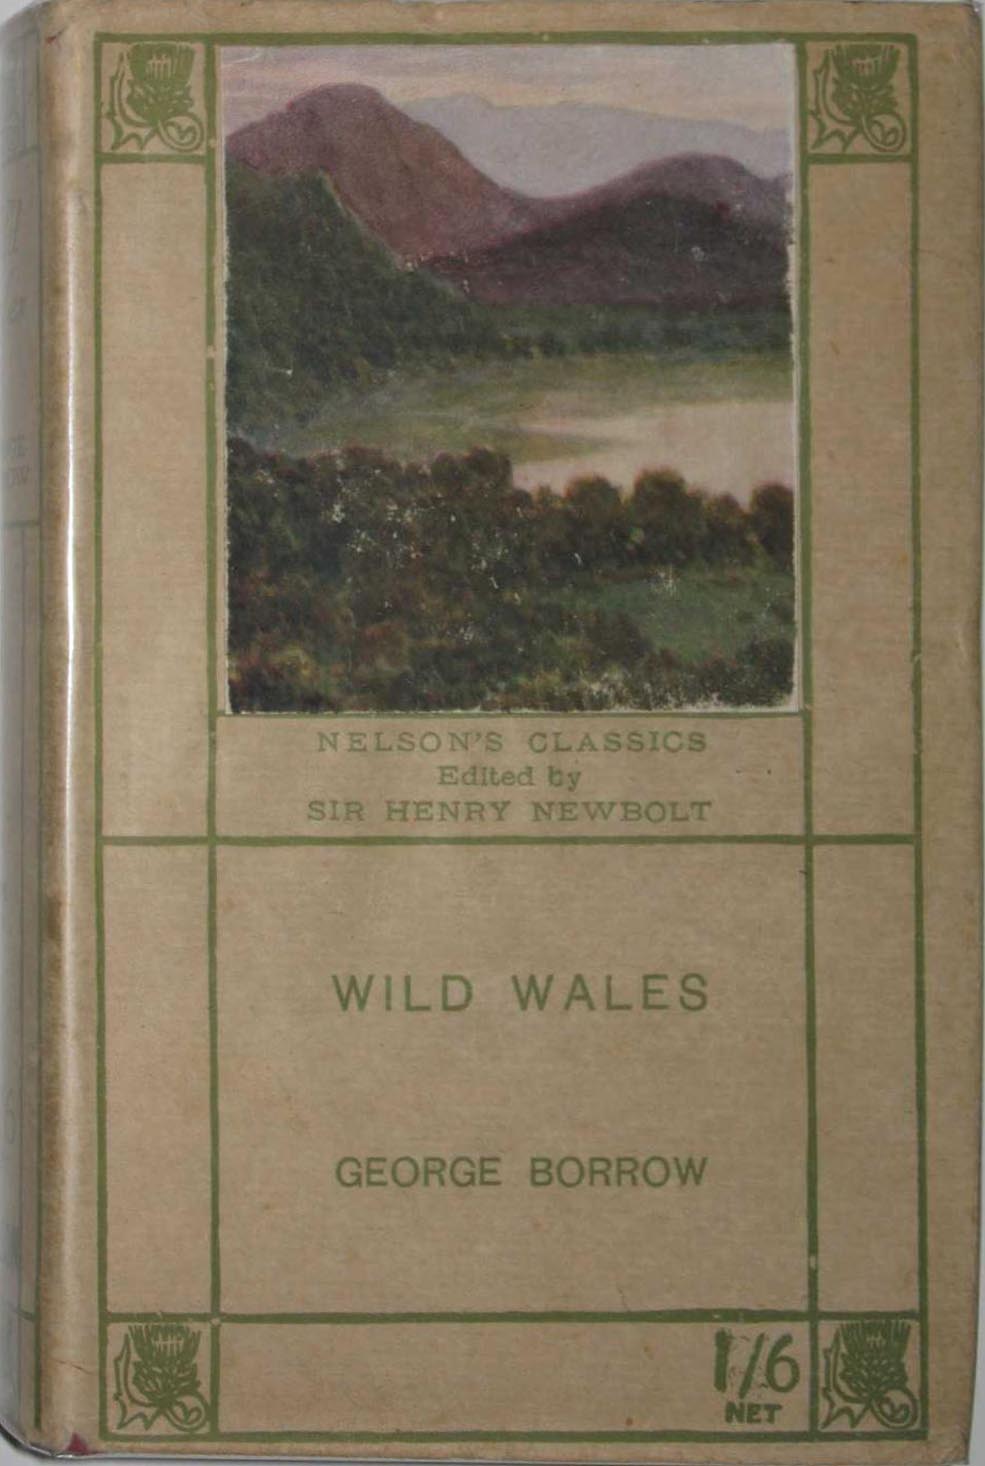 NELSON'S CLASSICS
Edited by
SIR HENRY NEWBOLT
WILD WALES
GEORGE BORROW
1/6
NET